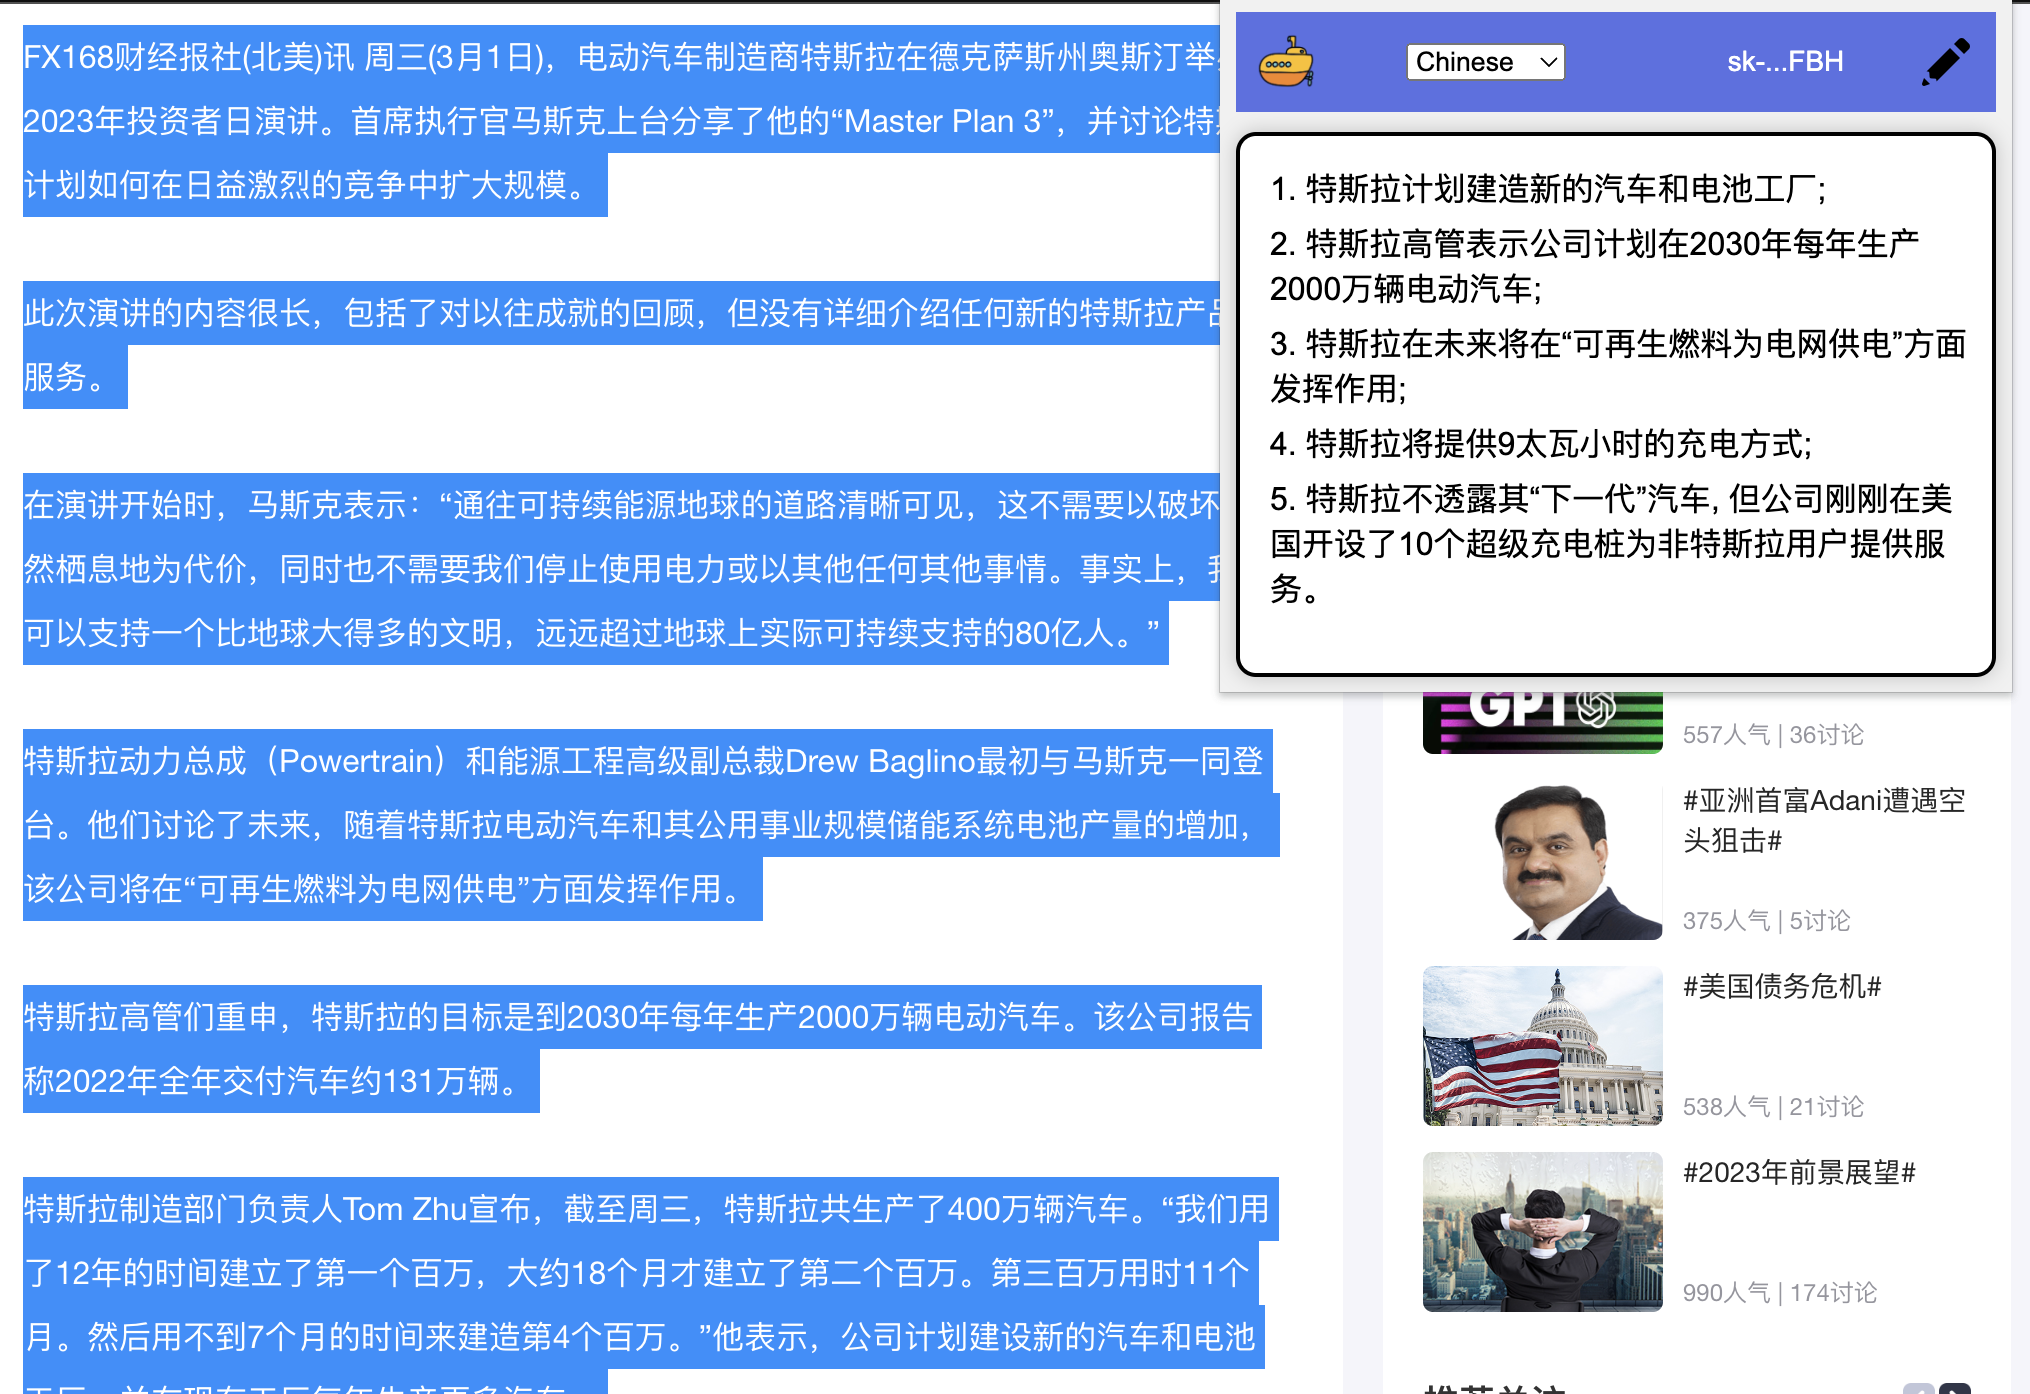 FX168财经报社(北美)讯 周三(3月1日)，电动汽车制造商特斯拉在德克萨斯州奥斯汀举
2023年投资者日演讲。首席执行官马斯克上台分享了他的“Master Plan 3”，并讨论特
计划如何在日益激烈的竞争中扩大规模。
此次演讲的内容很长，包括了对以往成就的回顾，但没有详细介绍任何新的特斯拉产品
服务。
在演讲开始时，马斯克表示：“通往可持续能源地球的道路清晰可见，这不需要以破坏
然栖息地为代价，同时也不需要我们停止使用电力或以其他任何其他事情。事实上，我
可以支持一个比地球大得多的文明，远远超过地球上实际可持续支持的80亿人。”
特斯拉动力总成（Powertrain）和能源工程高级副总裁Drew Baglino最初与马斯克一同登
台。他们讨论了未来，随着特斯拉电动汽车和其公用事业规模储能系统电池产量的增加，
该公司将在“可再生燃料为电网供电”方面发挥作用。
特斯拉高管们重申，特斯拉的目标是到2030年每年生产2000万辆电动汽车。该公司报告
称2022年全年交付汽车约131万辆。
特斯拉制造部门负责人Tom Zhu宣布，截至周三，特斯拉共生产了400万辆汽车。“我们用
了12年的时间建立了第一个百万，大约18个月才建立了第二个百万。第三百万用时11个
月。然后用不到7个月的时间来建造第4个百万。”他表示，公司计划建设新的汽车和电池
Chinese
sk-...FBH
1. 特斯拉计划建造新的汽车和电池工厂;
2. 特斯拉高管表示公司计划在2030年每年生产
2000万辆电动汽车;
3. 特斯拉在未来将在“可再生燃料为电网供电”方面
发挥作用;
4. 特斯拉将提供9太瓦小时的充电方式;
5. 特斯拉不透露其“下一代”汽车, 但公司刚刚在美
国开设了10个超级充电桩为非特斯拉用户提供服
务。
GPT
557人气 | 36讨论
#亚洲首富Adani遭遇空
头狙击#
375人气 | 5讨论
#美国债务危机#
538人气 | 21讨论
#2023年前景展望#
990人气 | 174讨论